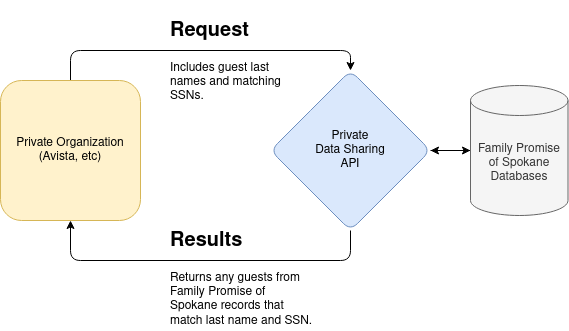 Request
Includes guest last
names and matching
SSNs.
Private Organization
(Avista, etc)
Private
Data Sharing
API
Family Promise
of Spokane
Databases
Results
Returns any guests from
Family Promise of
Spokane records that
match last name and SSN.